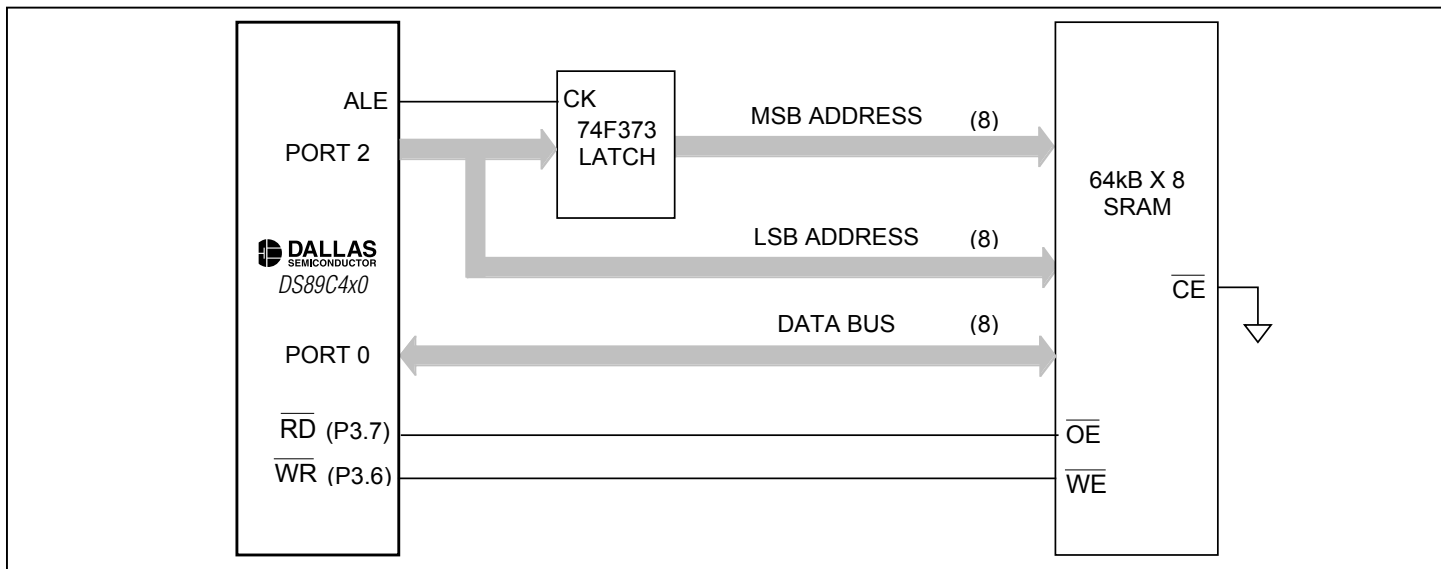 ALE
PORT 2
DALLAS
SEMICONDUCTOR
DS89C4x0
PORT 0
RD (P3.7)
WR (P3.6)
CK
74F373
LATCH
MSB ADDRESS (8)
LSB ADDRESS (8)
DATA BUS (8)
64kB X 8
SRAM
CE
OE
WE